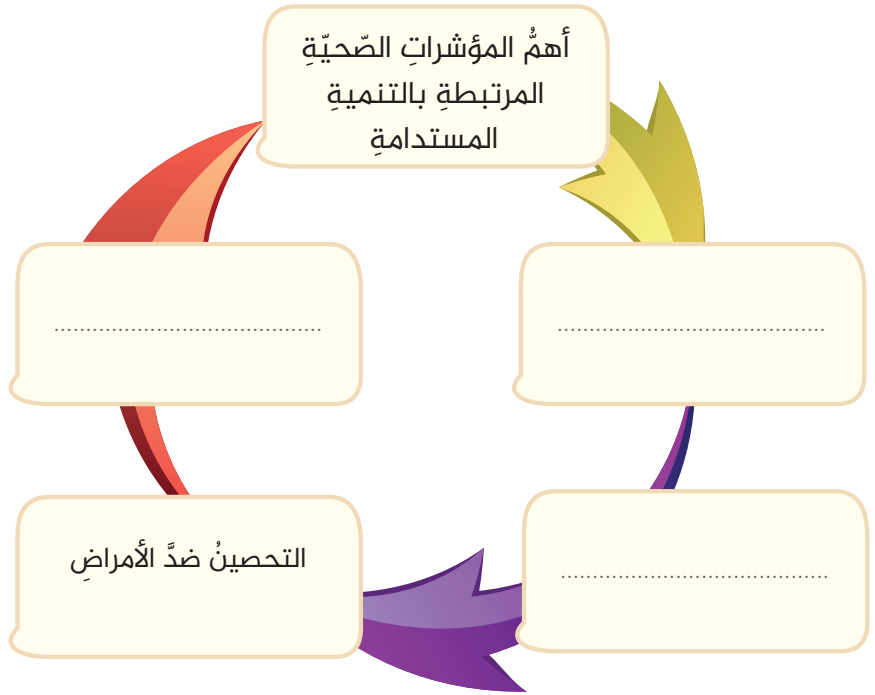 أهمُّ المؤشراتِ الصّحيّةِ
المرتبطةِ بالتنميةِ
المستدامةِ
..........................................
..........................................
التحصينُ ضدَّ الأمراضِ
..........................................